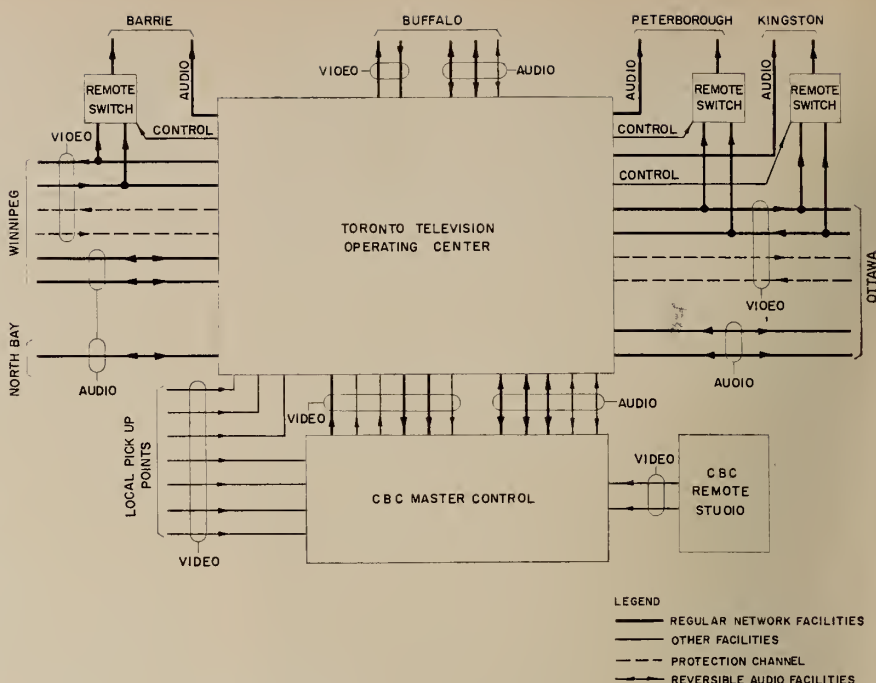 BARRIE
BUFFALO
PETERBOROUGH
KINGSTON
VIDEO
AUDIO
AUDIO
AUDIO
AUDIO
REMOTE
SWITCH
REMOTE
SWITCH
REMOTE
SWITCH
CONTROL
CONTROL
CONTROL
VIDEO
WINNIPEG
TORONTO TELEVISION
OPERATING CENTER
OTTAWA
VIDEO
NORTH BAY
AUDIO
AUDIO
LOCAL PICK UP
POINTS
VIDEO
AUDIO
VIDEO
CBC MASTER CONTROL
VIDEO
CBC
REMOTE
STUDIO
LEGEND
REGULAR NETWORK FACILITIES
OTHER FACILITIES
PROTECTION CHANNEL
REVERSIBLE AUDIO FACILITIES